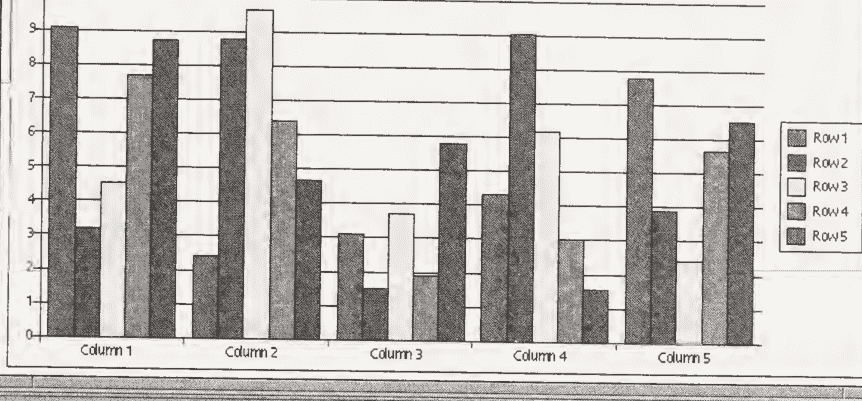 9
8
7
6
5
4
3
2
1
0
Column 1
Column 2
Column 3
Column 4
Column 5
Row 1
Row 2
Row 3
Row 4
Row 5